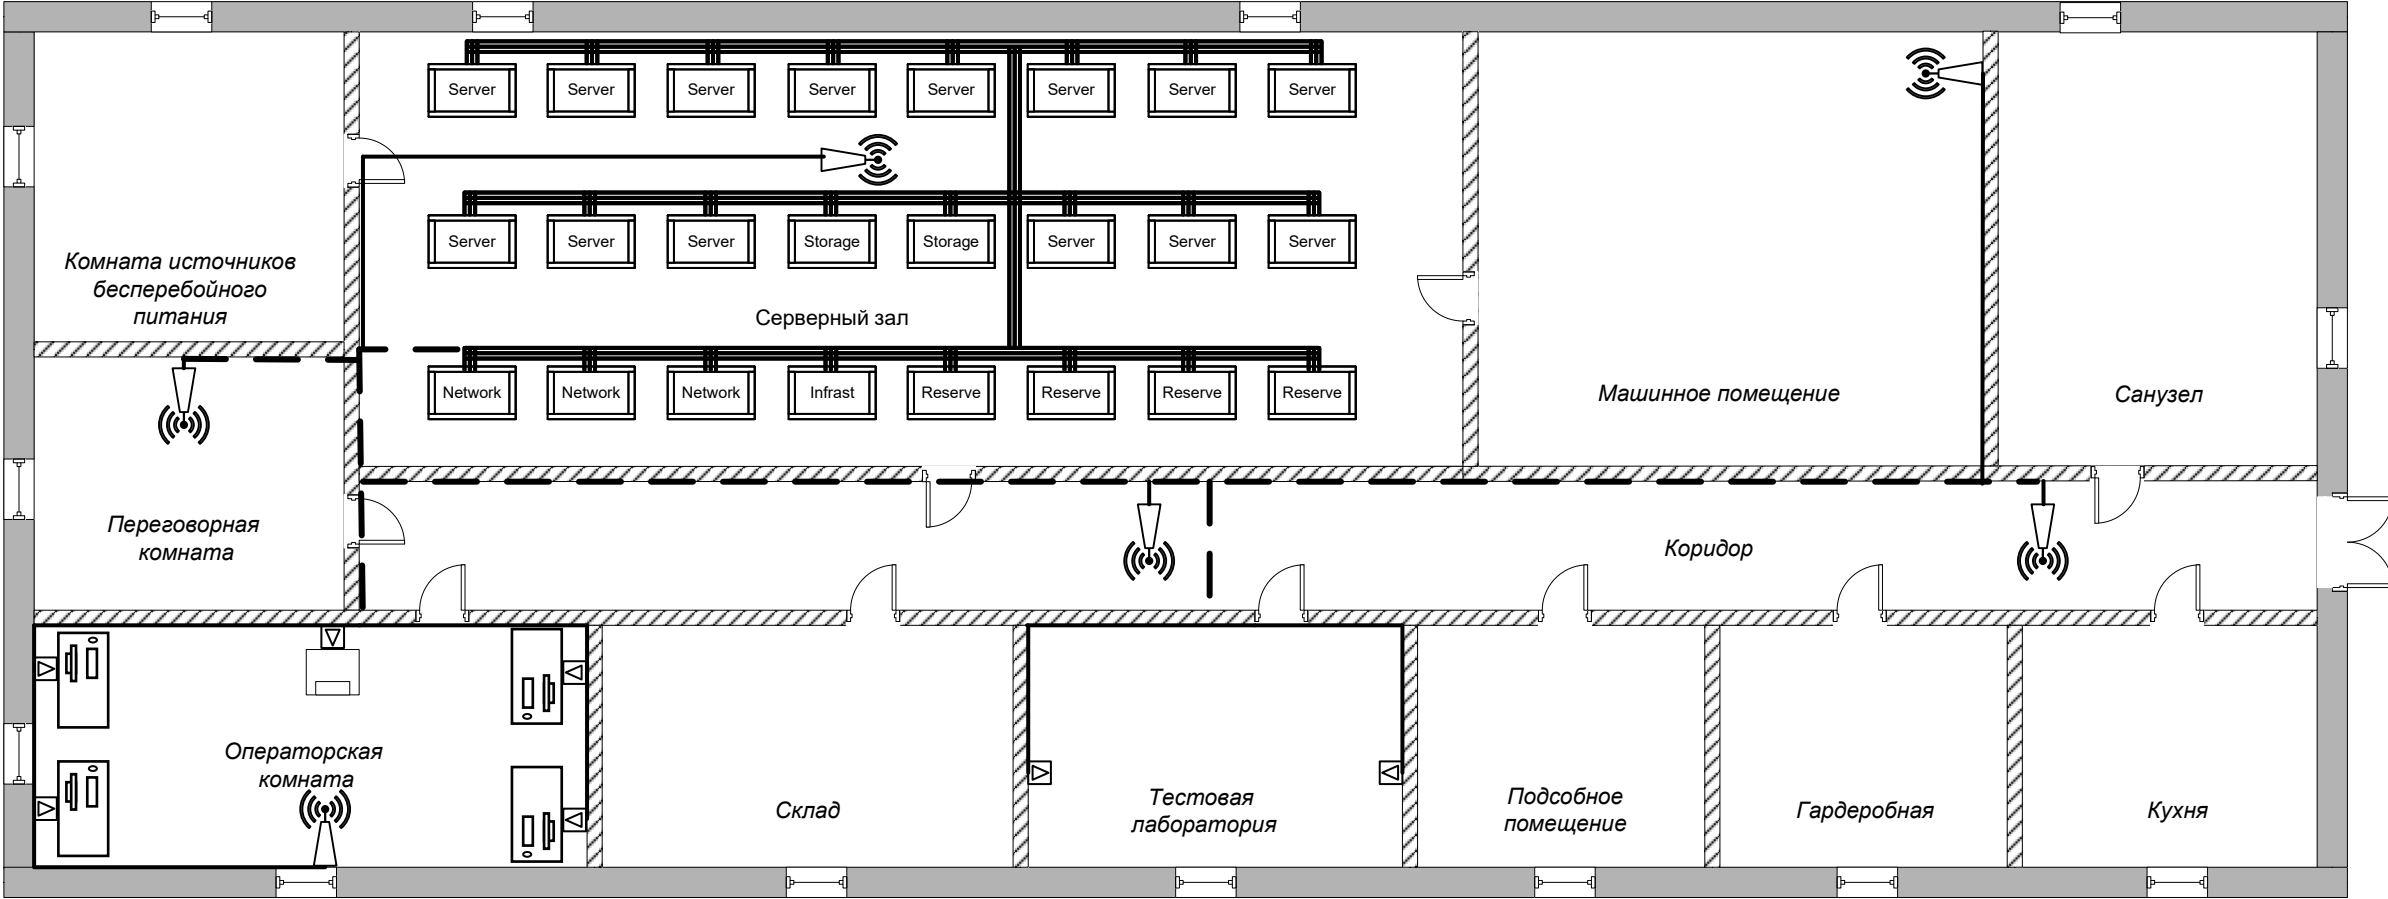 Server Server Server Server Server Server Server Server
Server Server Server Storage Storage Server Server Server
Комната источников
бесперебойного
питания
Серверный зал
Network Network Network Infrast Reserve Reserve Reserve Reserve
Машинное помещение
Санузел
Переговорная
комната
Коридор
Операторская
комната
Склад
Тестовая
лаборатория
Подсобное
помещение
Гардеробная
Кухня